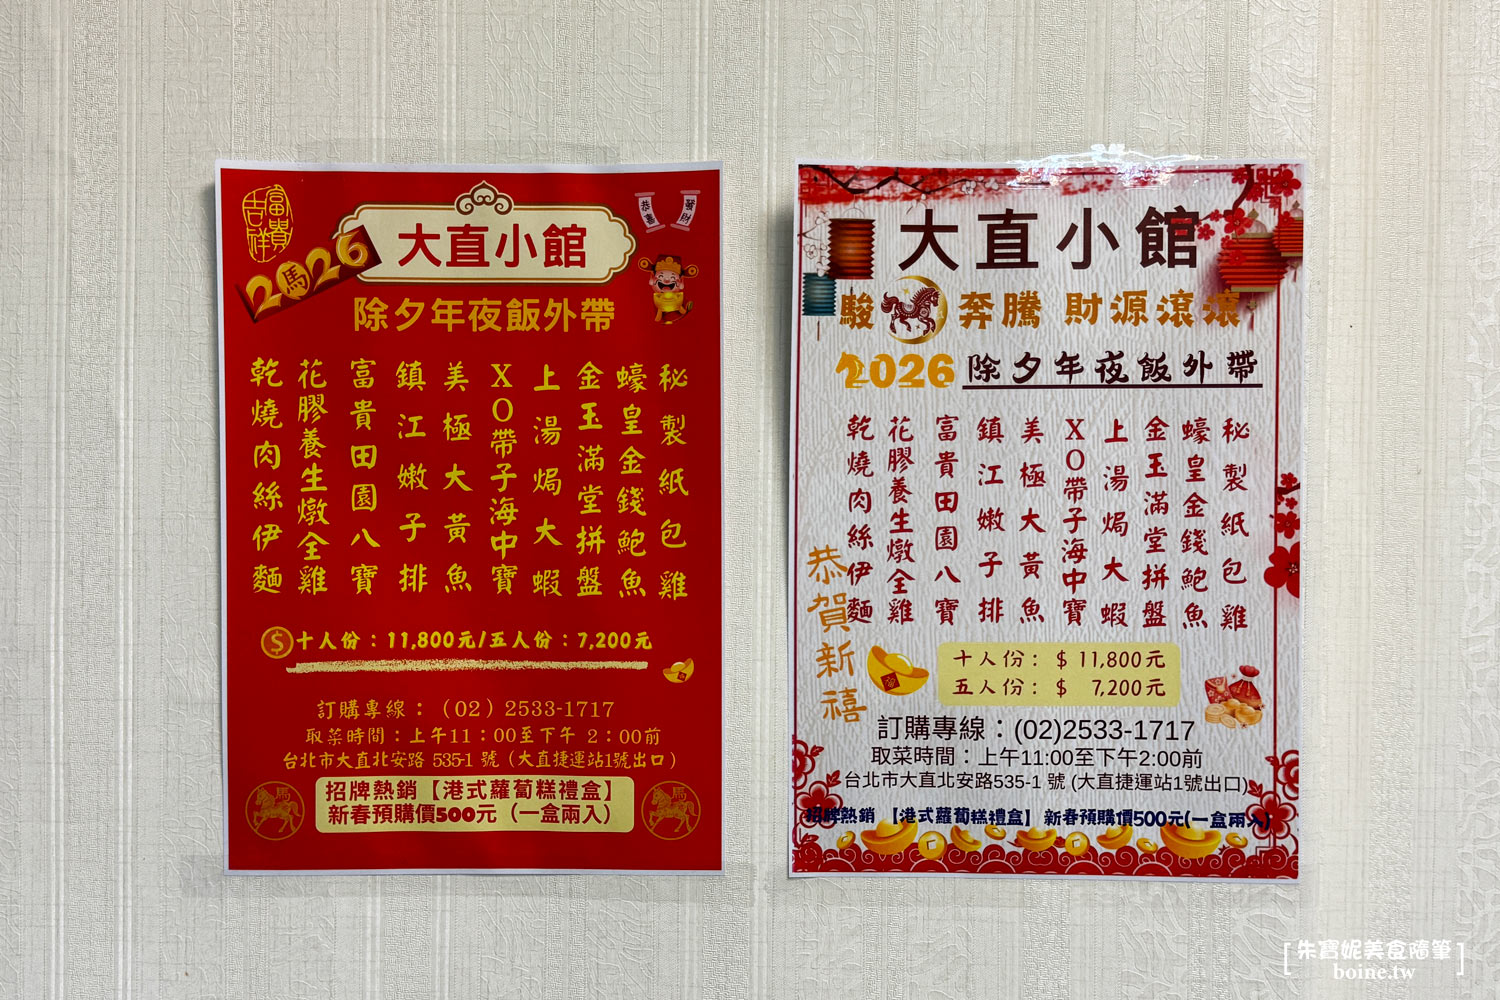 富貴吉祥
恭喜
發財
2馬26
大直小館
除夕年夜飯外帶
秘製紙包雞
蠔皇金錢鮑魚
金玉滿堂拼盤
上湯焗大蝦
XO帶子海中寶
美極大黃魚
鎮江嫩子排
富貴田園八寶
花膠養生燉全雞
乾燒肉絲伊麵
$十人份：11,800元/五人份：7,200元
訂購專線：（02）2533-1717
取菜時間：上午11：00至下午 2：00前
台北市大直北安路 535-1 號（大直捷運站1號出口）
招牌熱銷【港式蘿蔔糕禮盒】
新春預購價500元（一盒兩入）
馬
馬
大直小館
駿 奔騰 財源滾滾
2026 除夕年夜飯外帶
秘製紙包雞
蠔皇金錢鮑魚
金玉滿堂拼盤
上湯焗大蝦
XO帶子海中寶
美極大黃魚
鎮江嫩子排
富貴田園八寶
花膠養生燉全雞
乾燒肉絲伊麵
恭賀新禧
十人份：$ 11,800元
五人份：$ 7,200元
訂購專線：(02)2533-1717
取菜時間：上午11:00至下午2:00前
台北市大直北安路535-1 號 (大直捷運站1號出口)
招牌熱銷 【港式蘿蔔糕禮盒】 新春預購價500元(一盒兩入)
[朱寶妮美食隨筆]
boine.tw